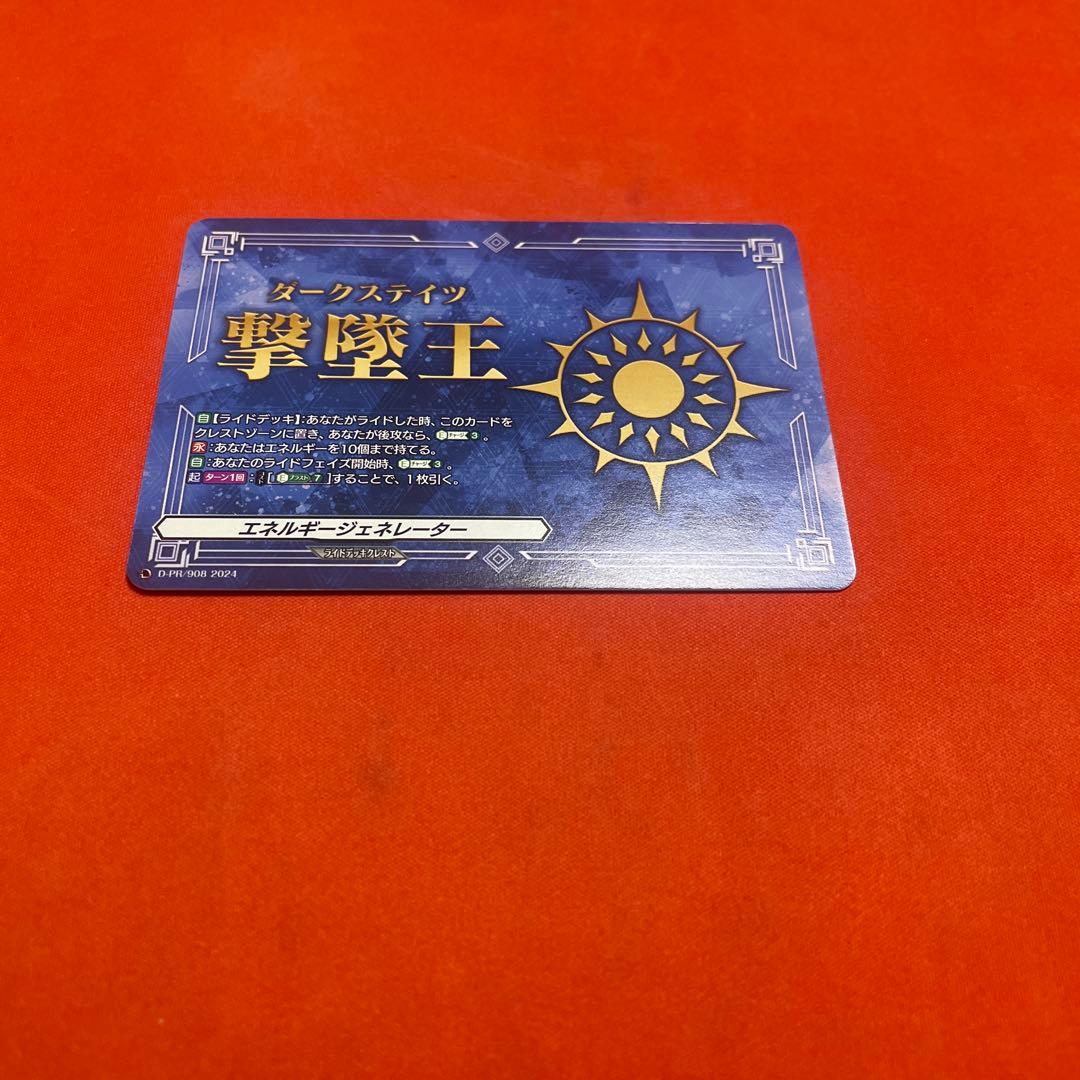 ダークステイツ
撃墜王
自【ライドデッキ】:あなたがライドした時、このカードを
クレストゾーンに置き、あなたが後攻なら、Eチャージ3。
永:あなたはエネルギーを10個まで持てる。
自:あなたのライドフェイズ開始時、Eチャージ3。
起ターン1回:[Eブラスト7]することで、1枚引く。
エネルギージェネレーター
ライドデッキクレスト
D-PR/908 2024